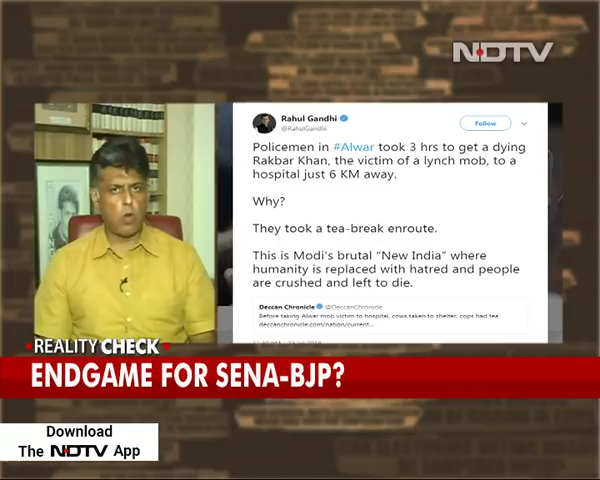 NDTV
Rahul Gandhi
@RahulGandhi
Follow
Policemen in #Alwar took 3 hrs to get a dying
Rakbar Khan, the victim of a lynch mob, to a
hospital just 6 KM away.
Why?
They took a tea-break enroute.
This is Modi's brutal "New India" where
humanity is replaced with hatred and people
are crushed and left to die.
Deccan Chronicle @DeccanChronicle
Before taking Alwar mob victim to hospital, cows taken to shelter, cops had tea
deccanchronicle.com/nation/current...
REALITY CHECK
ENDGAME FOR SENA-BJP?
Download
The NDTV App